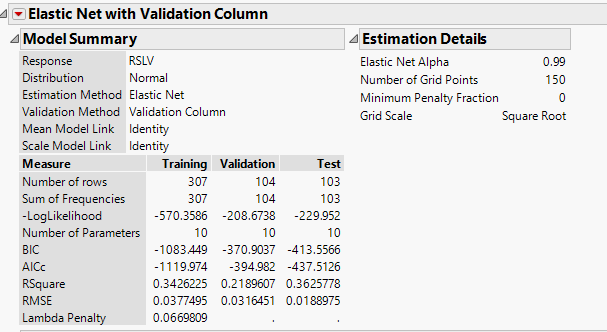 Elastic Net with Validation Column
Model Summary
Response RSLV
Distribution Normal
Estimation Method Elastic Net
Validation Method Validation Column
Mean Model Link Identity
Scale Model Link Identity
Measure Training Validation Test
Number of rows 307 104 103
Sum of Frequencies 307 104 103
-LogLikelihood -570.3586 -208.6738 -229.952
Number of Parameters 10 10 10
BIC -1083.449 -370.9037 -413.5566
AICc -1119.974 -394.982 -437.5126
RSquare 0.3426225 0.2189607 0.3625778
RMSE 0.0377495 0.0316451 0.0188975
Lambda Penalty 0.0669809 . .
Estimation Details
Elastic Net Alpha 0.99
Number of Grid Points 150
Minimum Penalty Fraction 0
Grid Scale Square Root